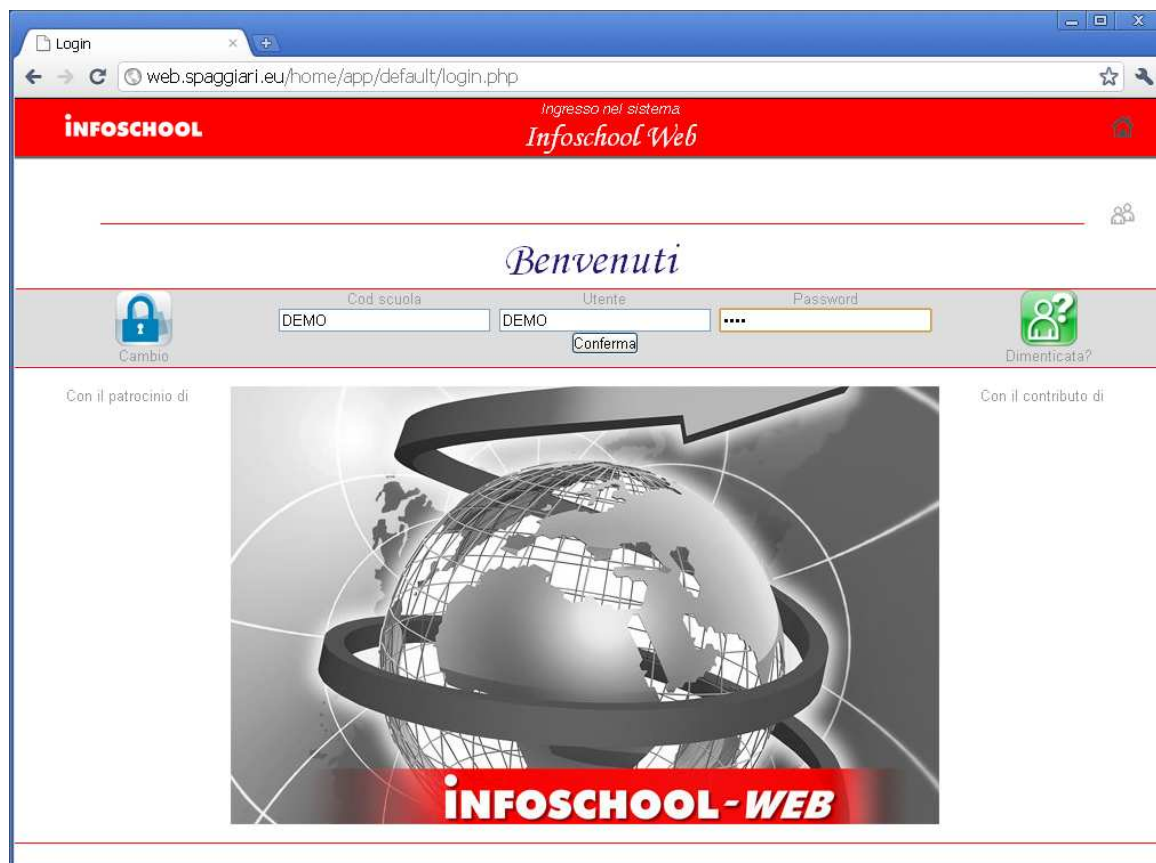 Login
web.spaggiari.eu/home/app/default/login.php
INFOSCHOOL
Ingresso nel sistema
Infoschool Web
Benvenuti
Cod scuola Utente Password
DEMO DEMO ••••
Conferma
Cambio Dimenticata?
Con il patrocinio di Con il contributo di
INFOSCHOOL-WEB